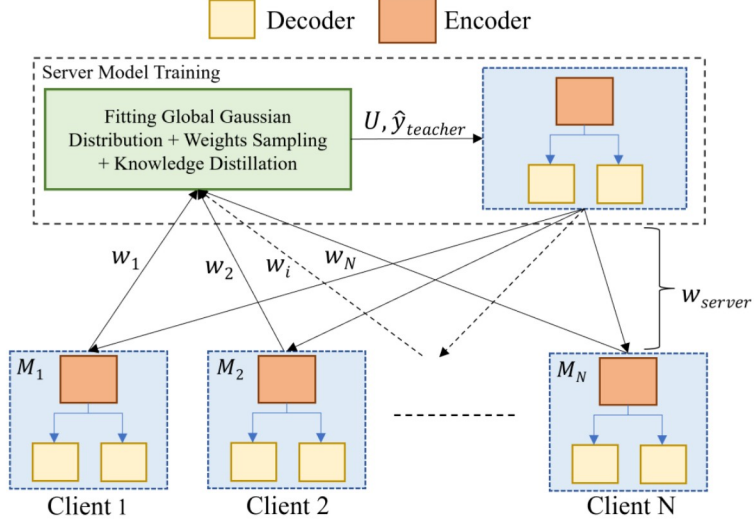 Decoder
Encoder
Server Model Training
Fitting Global Gaussian
Distribution + Weights Sampling
+ Knowledge Distillation
U, ŷ_teacher
w_1
w_2
w_i
w_N
w_server
M_1
M_2
M_N
Client 1
Client 2
Client N